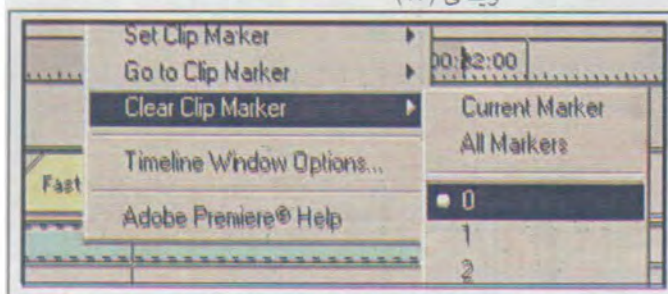 Set Clip Marker
Go to Clip Marker
Clear Clip Marker
Timeline Window Options...
Adobe Premiere® Help
00:22:00
Current Marker
All Markers
0
1
2
Fast